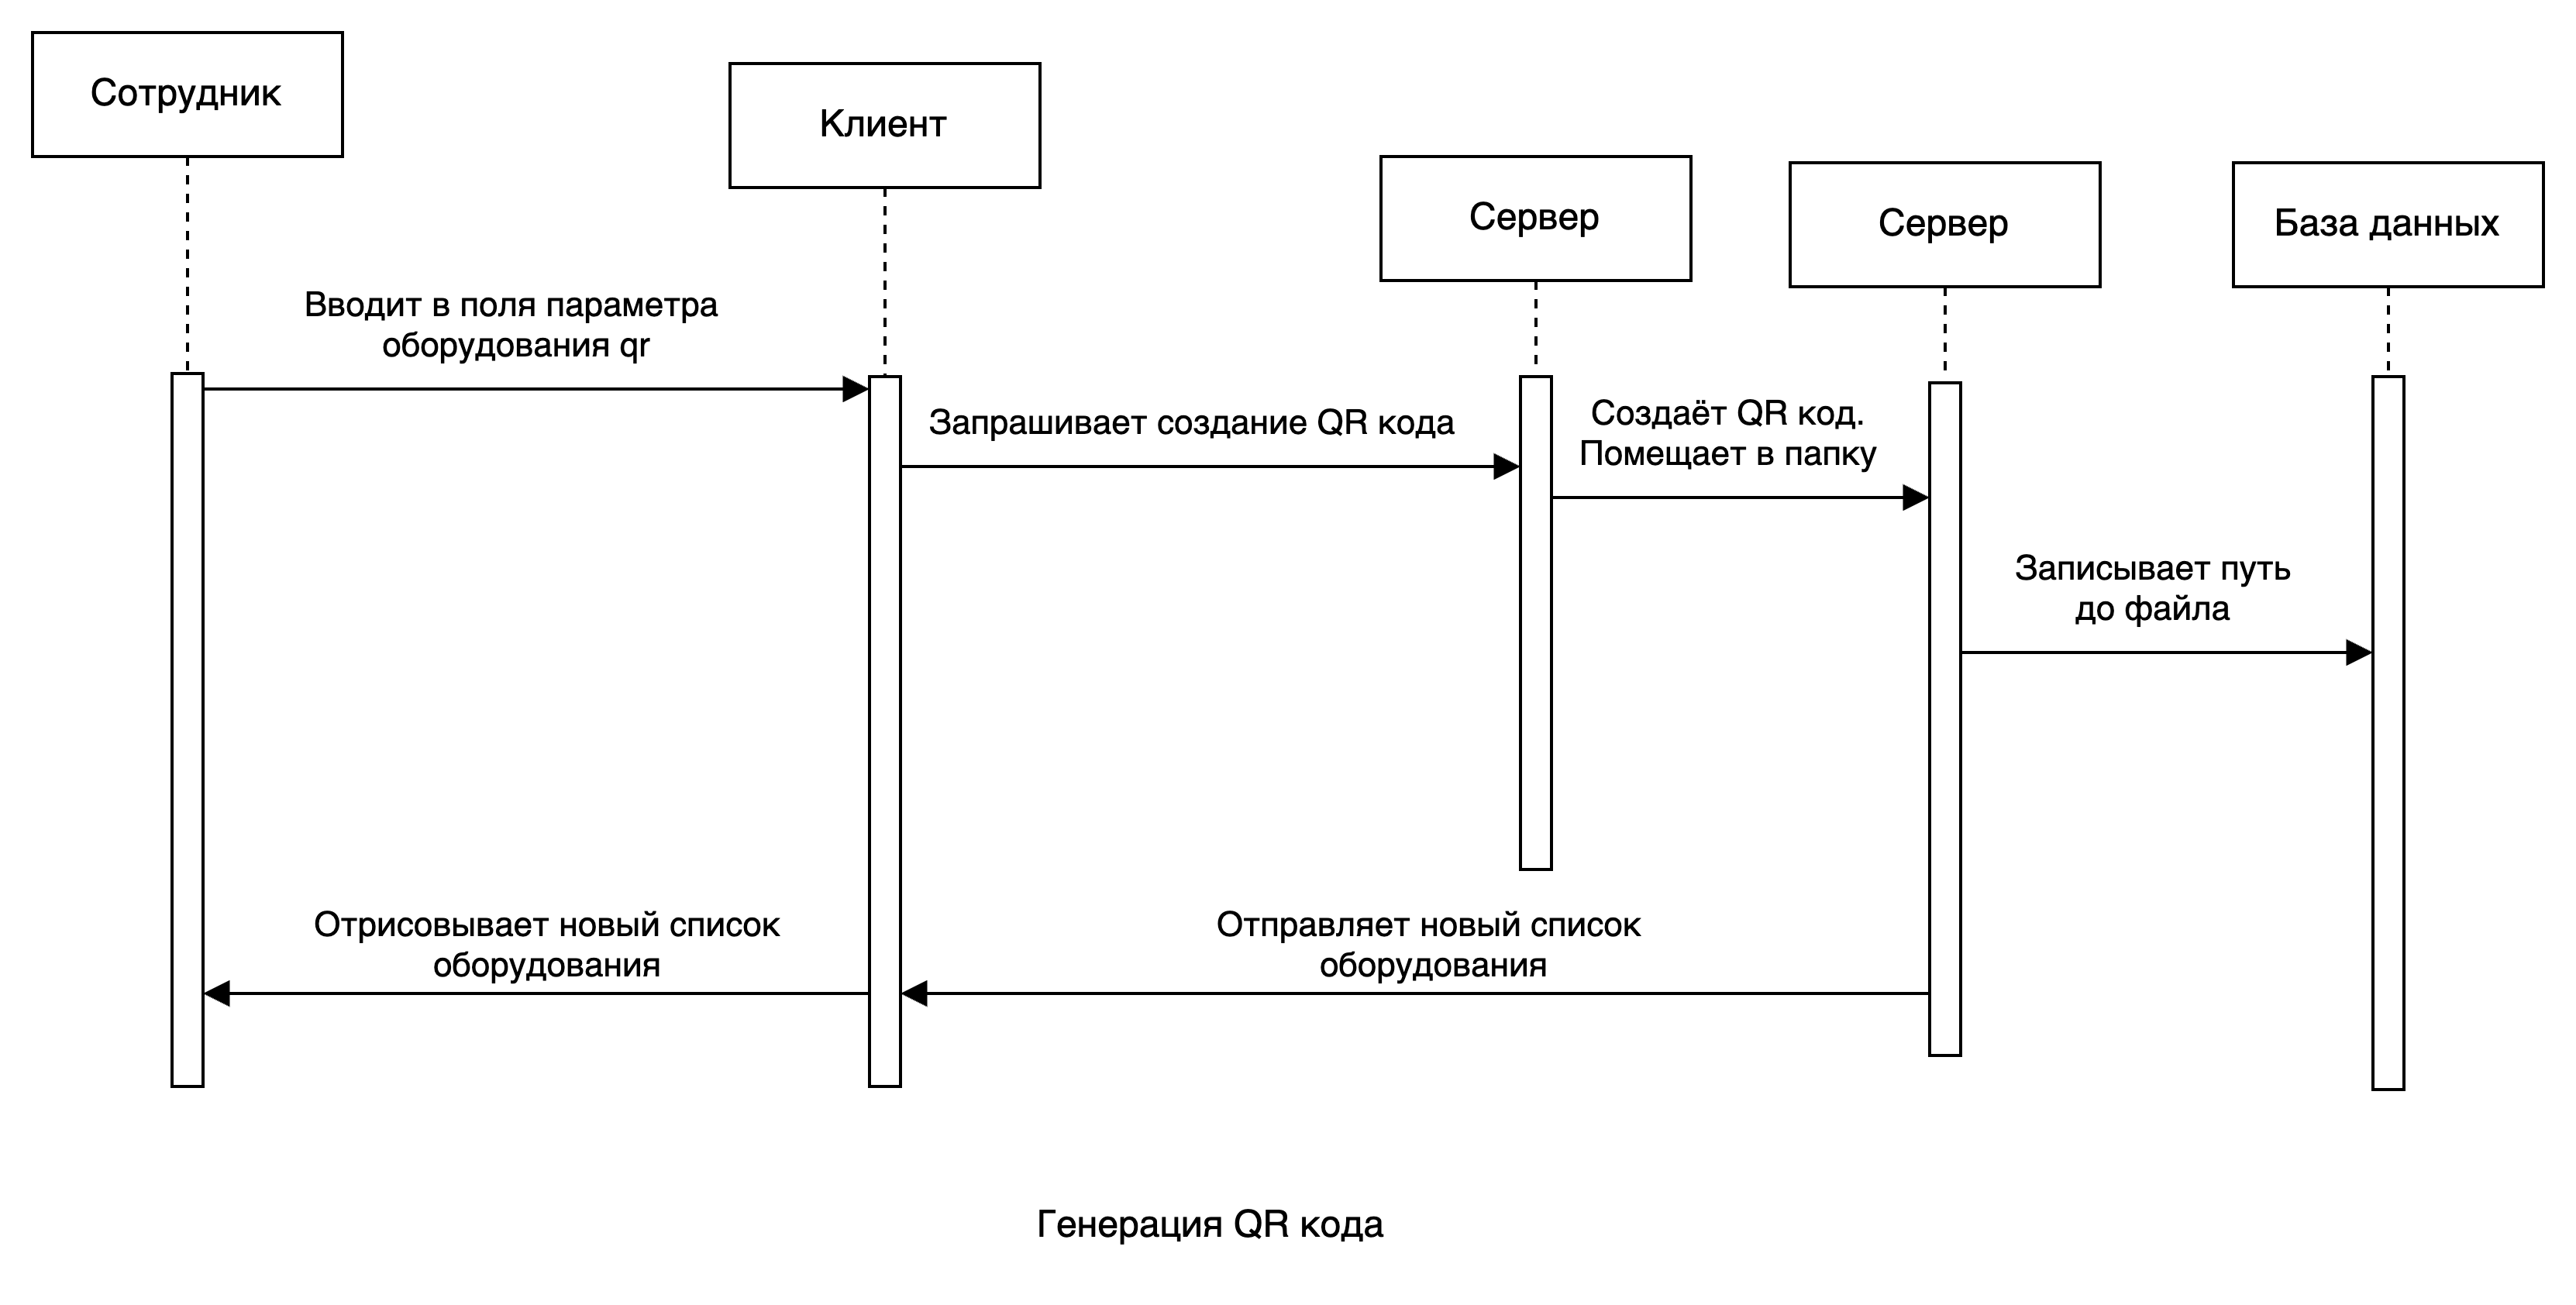 Сотрудник
Клиент
Сервер
Сервер
База данных
Вводит в поля параметра
оборудования qr
Запрашивает создание QR кода
Создаёт QR код.
Помещает в папку
Записывает путь
до файла
Отрисовывает новый список
оборудования
Отправляет новый список
оборудования
Генерация QR кода